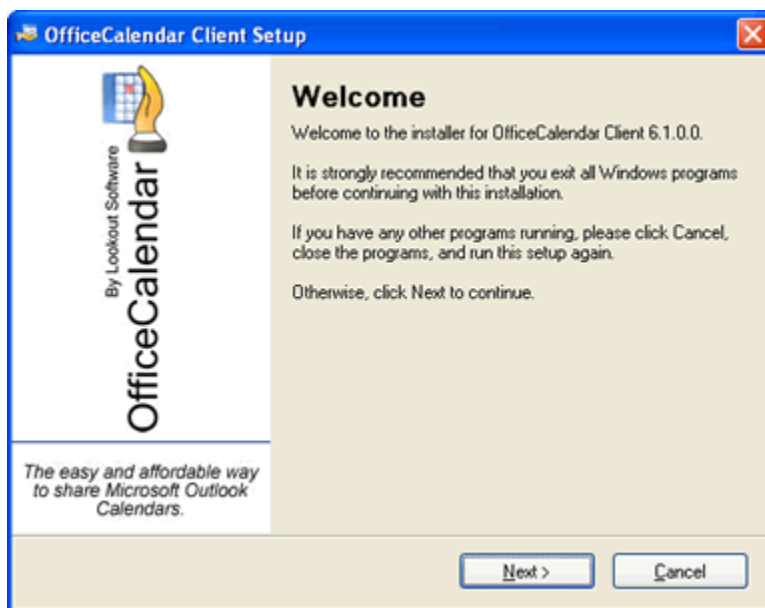 OfficeCalendar Client Setup
By Lookout Software
OfficeCalendar
The easy and affordable way
to share Microsoft Outlook
Calendars.
Welcome
Welcome to the installer for OfficeCalendar Client 6.1.0.0.
It is strongly recommended that you exit all Windows programs
before continuing with this installation.
If you have any other programs running, please click Cancel,
close the programs, and run this setup again.
Otherwise, click Next to continue.
Next >
Cancel